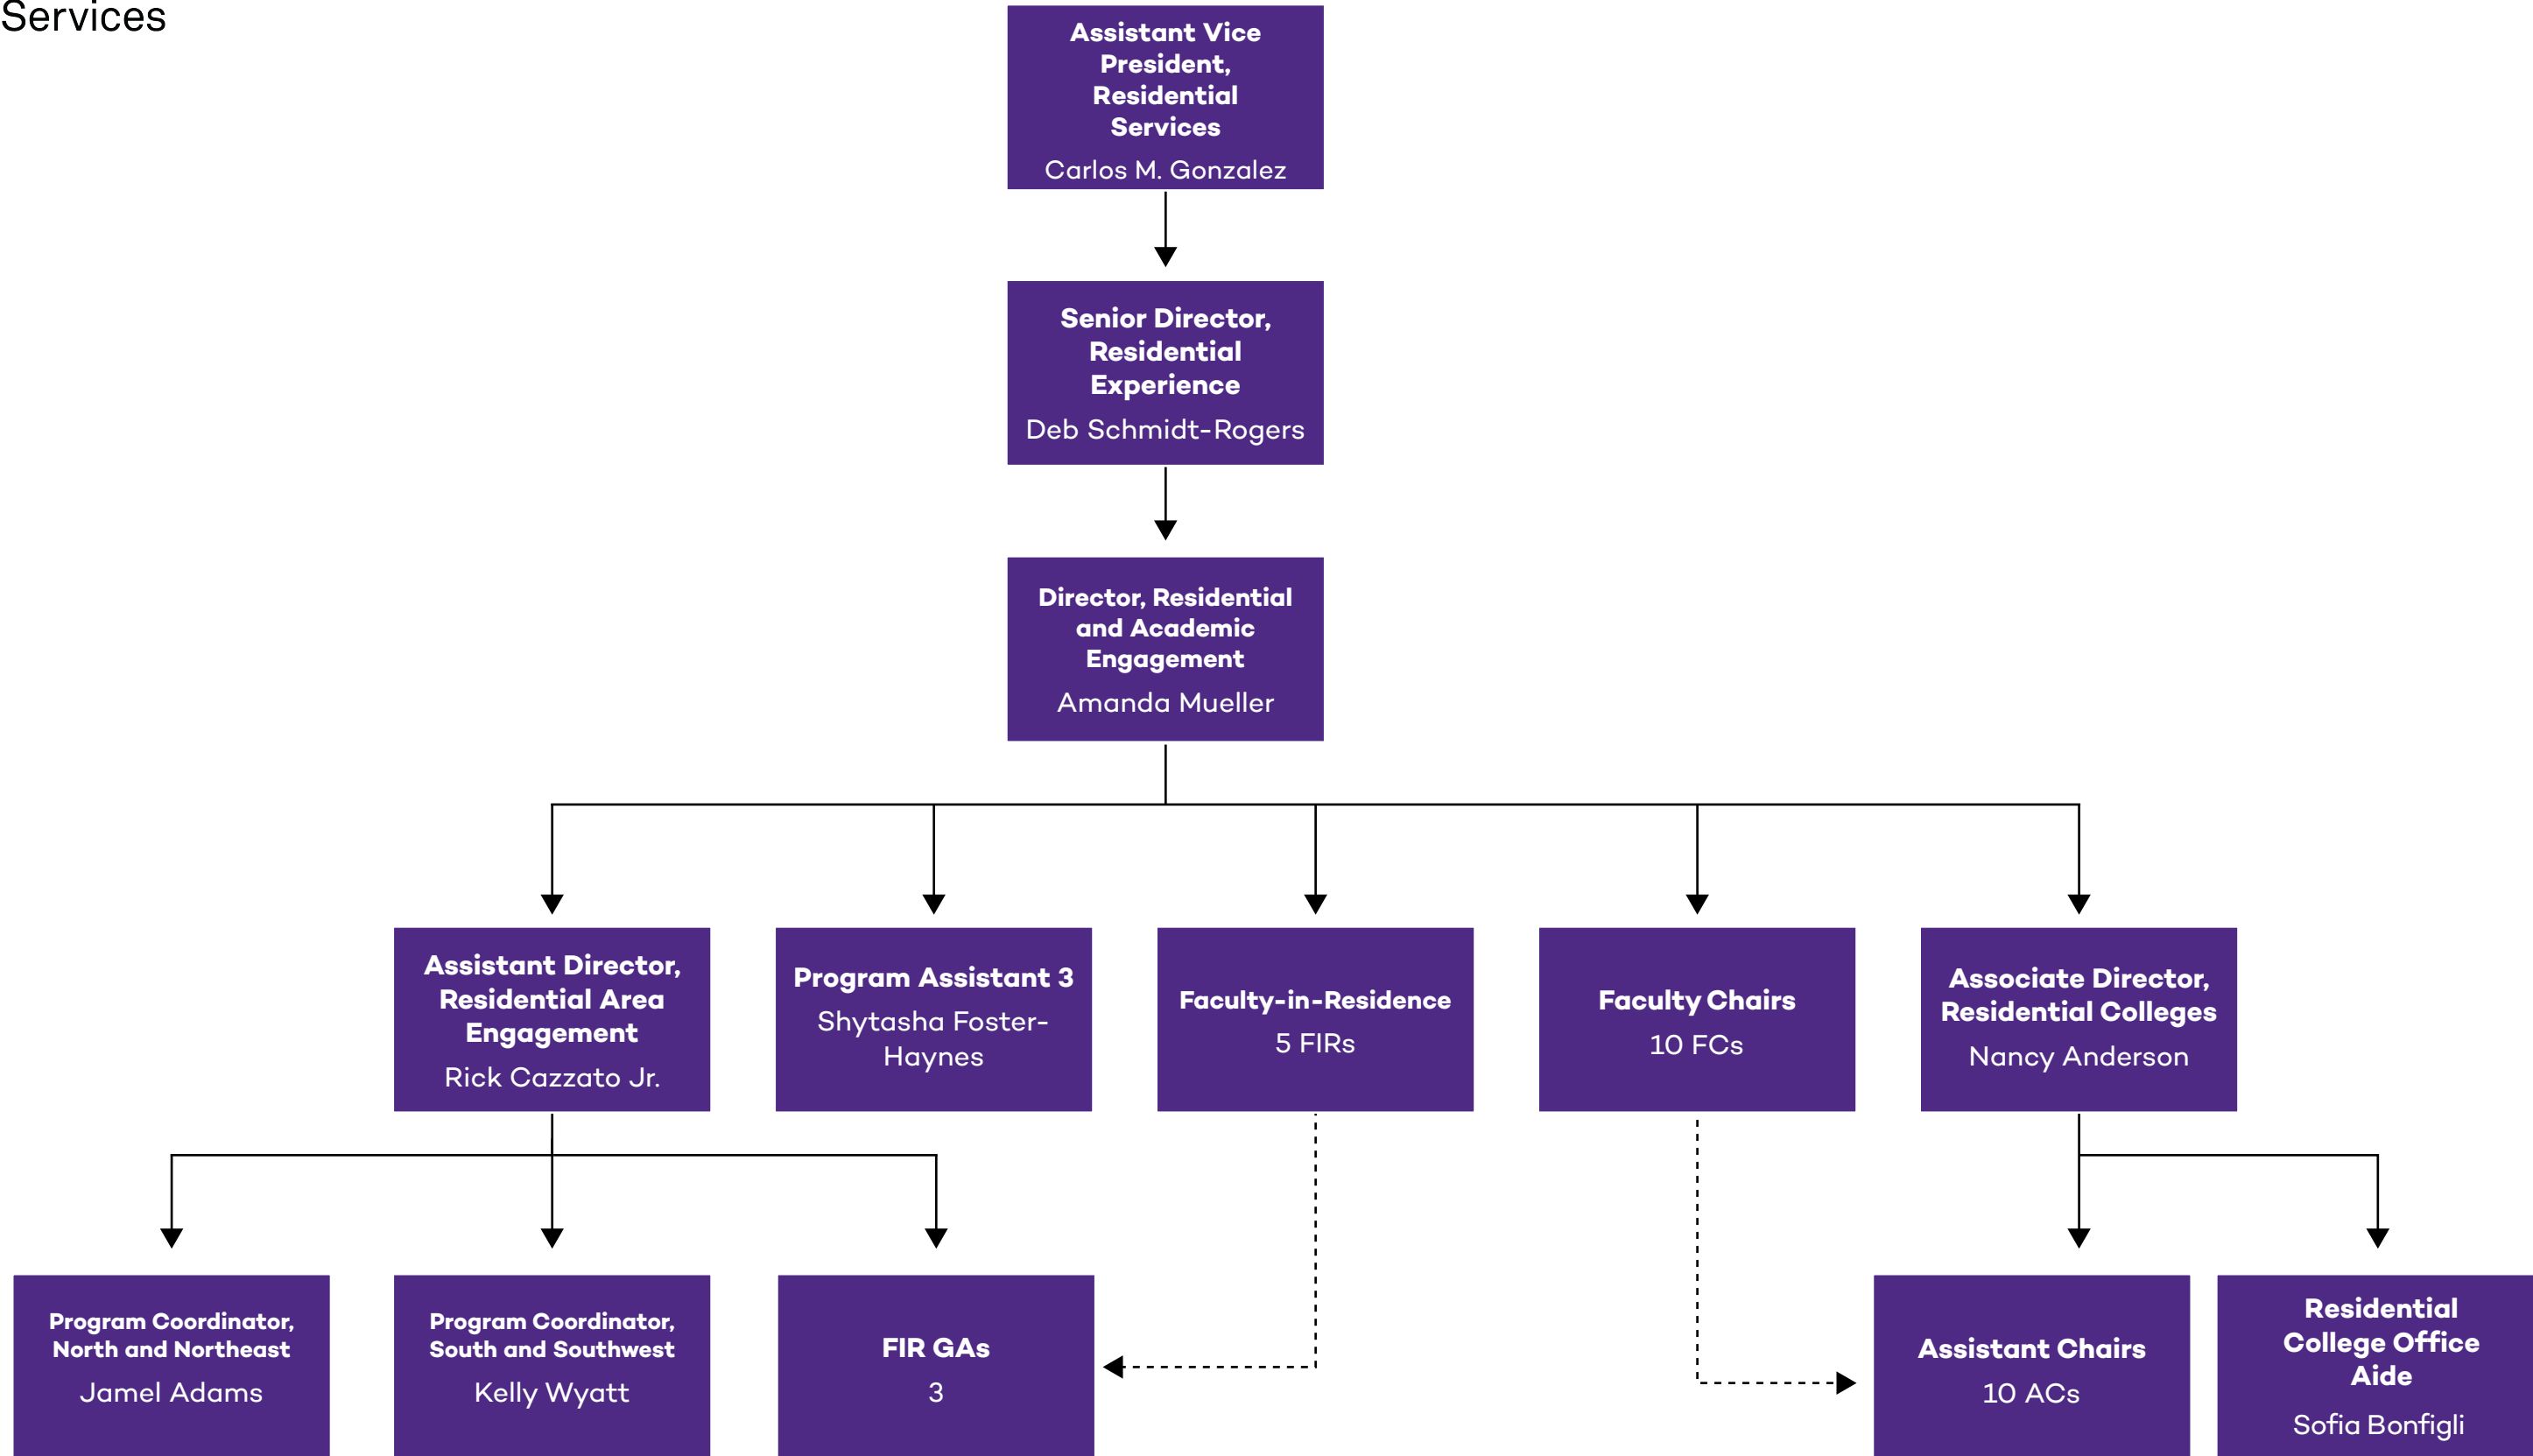 Services
Assistant Vice
President,
Residential
Services
Carlos M. Gonzalez
Senior Director,
Residential
Experience
Deb Schmidt-Rogers
Director, Residential
and Academic
Engagement
Amanda Mueller
Assistant Director,
Residential Area
Engagement
Rick Cazzato Jr.
Program Assistant 3
Shytasha Foster-
Haynes
Faculty-in-Residence
5 FIRs
Faculty Chairs
10 FCs
Associate Director,
Residential Colleges
Nancy Anderson
Program Coordinator,
North and Northeast
Jamel Adams
Program Coordinator,
South and Southwest
Kelly Wyatt
FIR GAs
3
Assistant Chairs
10 ACs
Residential
College Office
Aide
Sofia Bonfigli